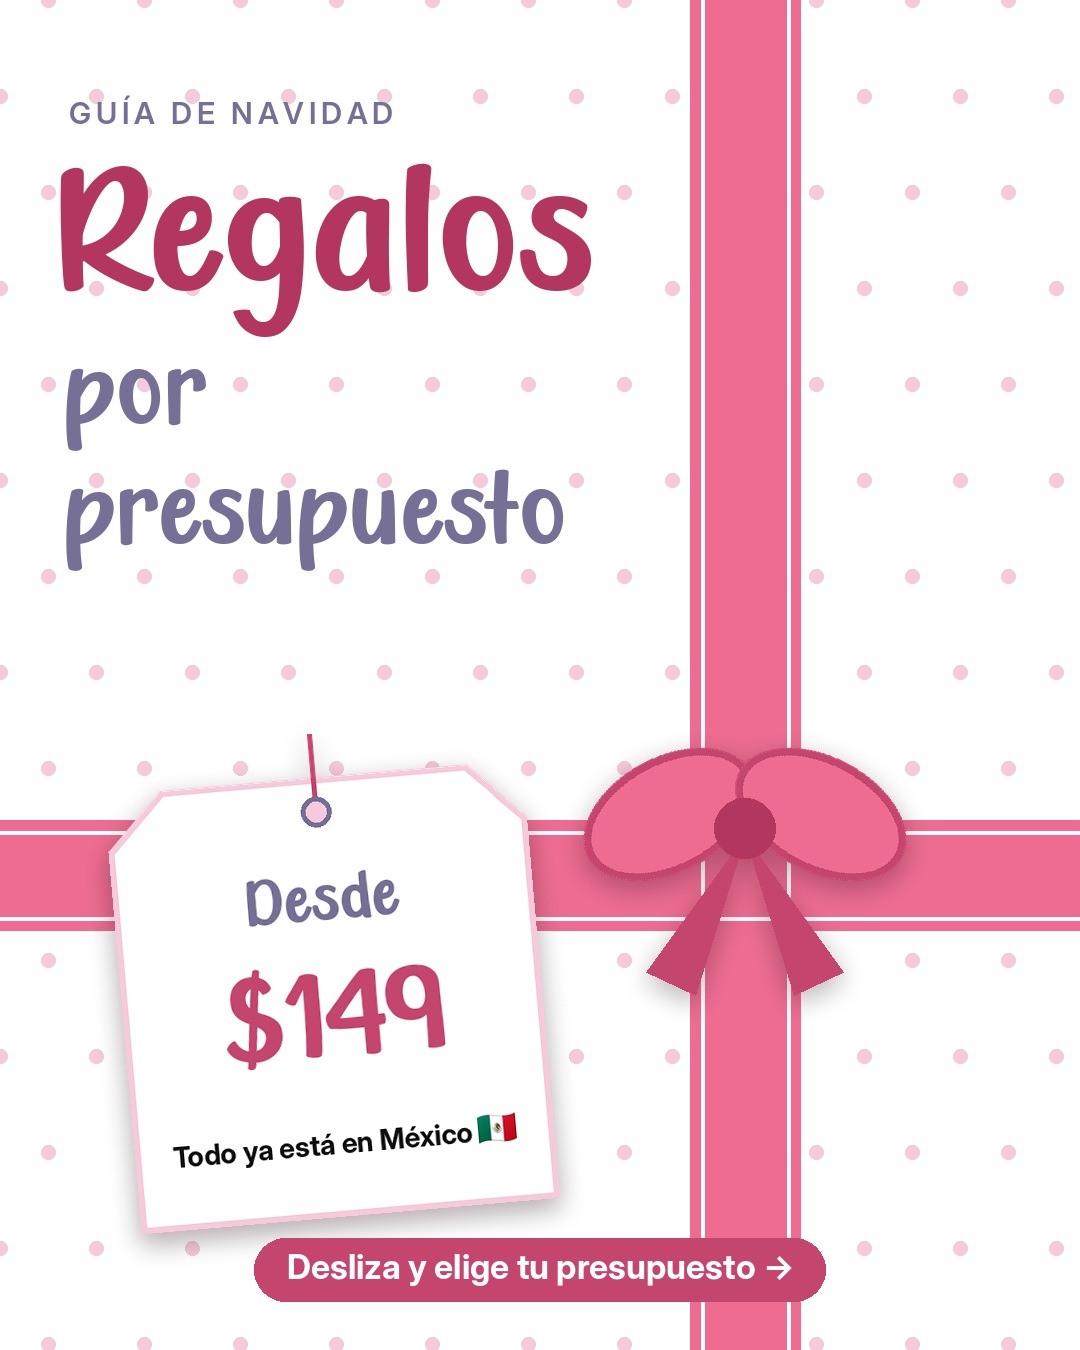 GUÍA DE NAVIDAD
Regalos
por
presupuesto
Desde
$149
Todo ya está en México 🇲🇽
Desliza y elige tu presupuesto →